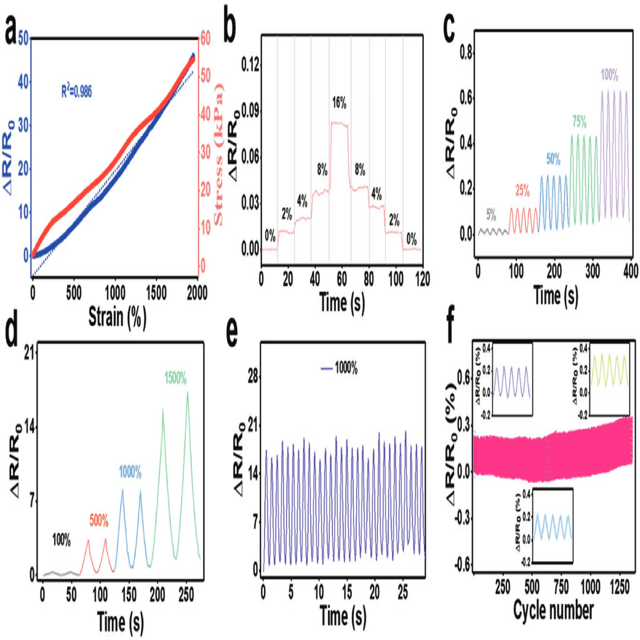 a
50
40
30
20
10
0
ΔR/R0
R²=0.986
60
50
40
30
20
10
0
Stress (kPa)
0 500 1000 1500 2000
Strain (%)
b
0.12
0.09
0.06
0.03
0.00
ΔR/R0
0% 2% 4% 8% 16% 8% 4% 2% 0%
0 20 40 60 80 100 120
Time (s)
c
0.8
0.6
0.4
0.2
0.0
ΔR/R0
5% 25% 50% 75% 100%
0 100 200 300 400
Time (s)
d
21
14
7
0
ΔR/R0
100% 500% 1000% 1500%
0 50 100 150 200 250
Time (s)
e
28
21
14
7
0
ΔR/R0
1000%
0 5 10 15 20 25
Time (s)
f
0.6
0.3
0.0
-0.3
-0.6
ΔR/R0 (%)
0.4
0.2
0.0
-0.2
ΔR/R0 (%)
0.4
0.2
0.0
-0.2
ΔR/R0 (%)
0.4
0.2
0.0
-0.2
ΔR/R0 (%)
250 500 750 1000 1250
Cycle number